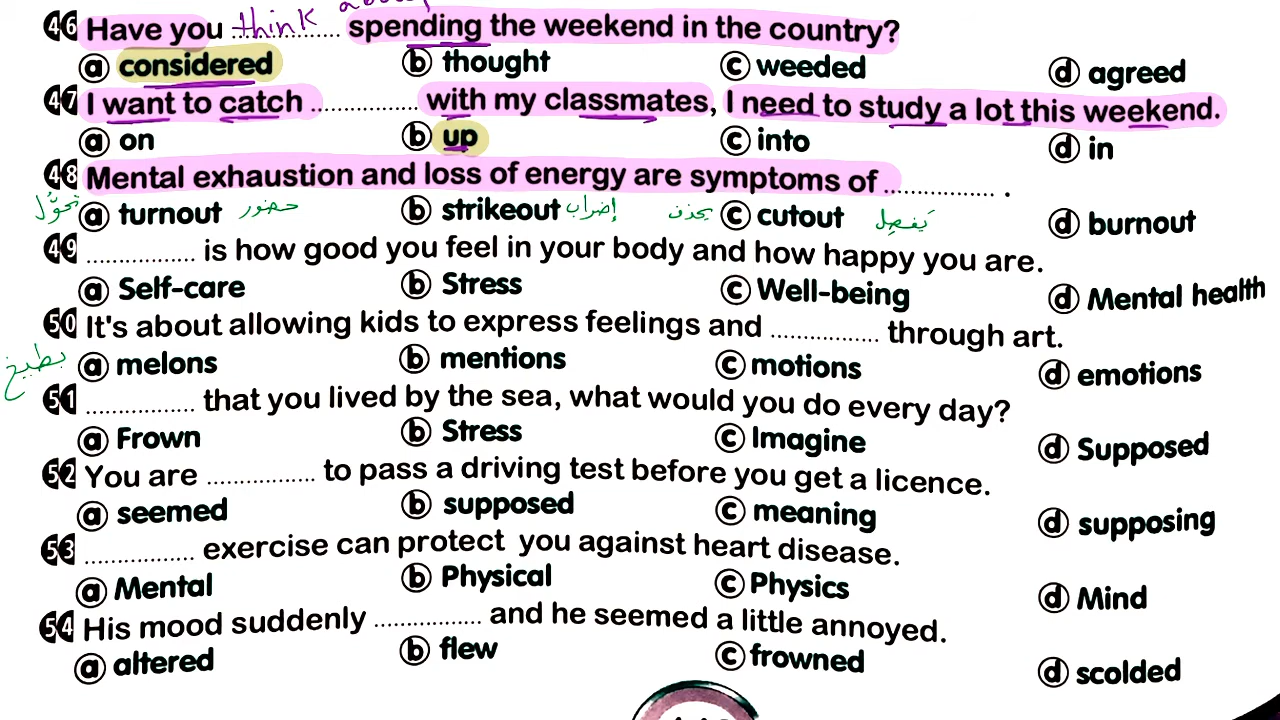 46 Have you think about spending the weekend in the country?
a considered b thought c weeded d agreed
47 I want to catch ................ with my classmates, I need to study a lot this weekend.
a on b up c into d in
48 Mental exhaustion and loss of energy are symptoms of ................ .
a turnout حضور b strikeout إضراب يحذف c cutout يَفصِل d burnout
49 ................ is how good you feel in your body and how happy you are.
a Self-care b Stress c Well-being d Mental health
50 It's about allowing kids to express feelings and ................ through art.
بطيخ a melons b mentions c motions d emotions
51 ................ that you lived by the sea, what would you do every day?
a Frown b Stress c Imagine d Supposed
52 You are ................ to pass a driving test before you get a licence.
a seemed b supposed c meaning d supposing
53 ................ exercise can protect you against heart disease.
a Mental b Physical c Physics d Mind
54 His mood suddenly ................ and he seemed a little annoyed.
a altered b flew c frowned d scolded